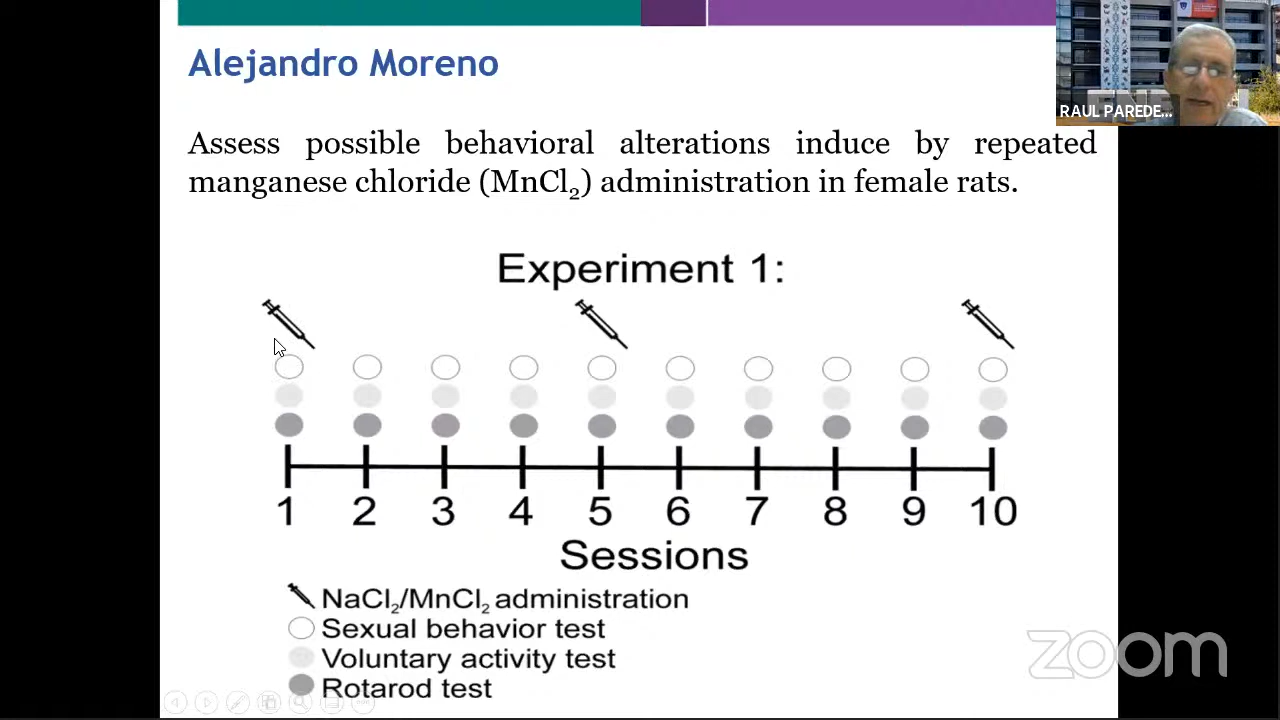 Alejandro Moreno
RAUL PAREDE...
Assess possible behavioral alterations induce by repeated
manganese chloride (MnCl₂) administration in female rats.
Experiment 1:
1 2 3 4 5 6 7 8 9 10
Sessions
NaCl₂/MnCl₂ administration
Sexual behavior test
Voluntary activity test
Rotarod test
zoom